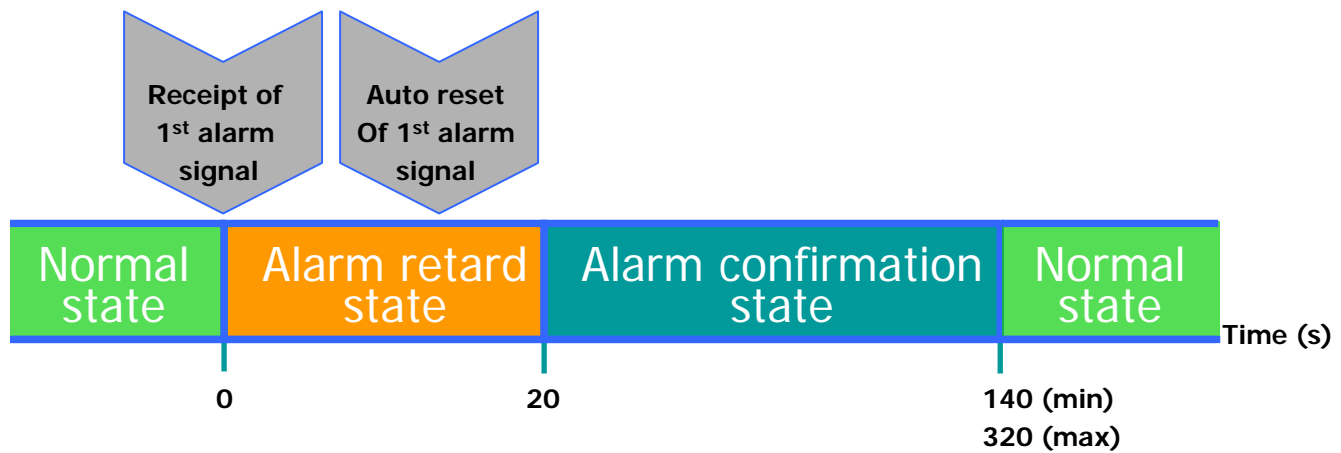 Receipt of
1st alarm
signal
Auto reset
Of 1st alarm
signal
Normal
state
Alarm retard
state
Alarm confirmation
state
Normal
state
Time (s)
0
20
140 (min)
320 (max)